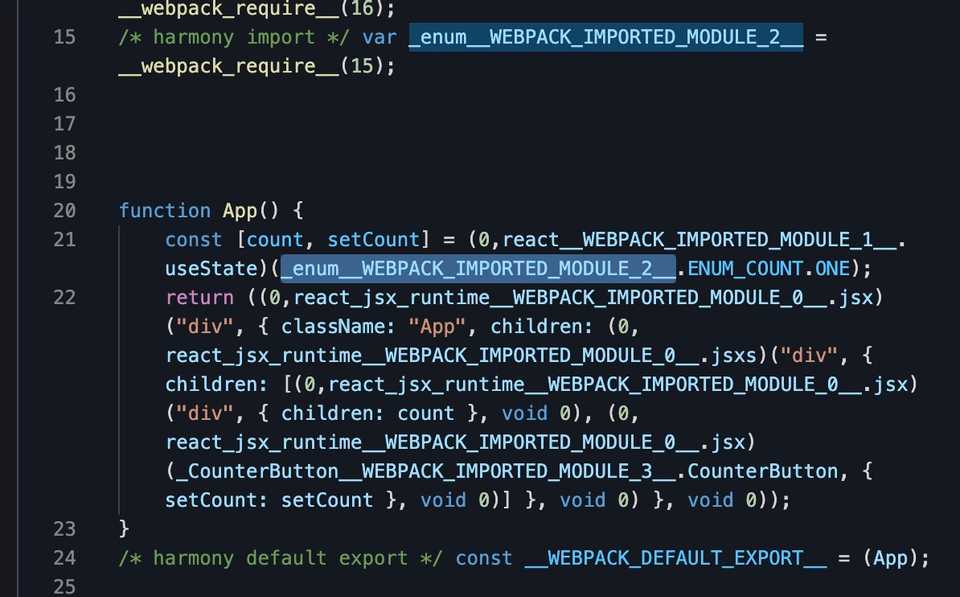 __webpack_require__(16);
15 /* harmony import */ var _enum__WEBPACK_IMPORTED_MODULE_2__ =
__webpack_require__(15);
16
17
18
19
20 function App() {
21 const [count, setCount] = (0,react__WEBPACK_IMPORTED_MODULE_1__.
useState)(_enum__WEBPACK_IMPORTED_MODULE_2__.ENUM_COUNT.ONE);
22 return ((0,react_jsx_runtime__WEBPACK_IMPORTED_MODULE_0__.jsx)
("div", { className: "App", children: (0,
react_jsx_runtime__WEBPACK_IMPORTED_MODULE_0__.jsxs)("div", {
children: [(0,react_jsx_runtime__WEBPACK_IMPORTED_MODULE_0__.jsx)
("div", { children: count }, void 0), (0,
react_jsx_runtime__WEBPACK_IMPORTED_MODULE_0__.jsx)
(_CounterButton__WEBPACK_IMPORTED_MODULE_3__.CounterButton, {
setCount: setCount }, void 0)] }, void 0) }, void 0));
23 }
24 /* harmony default export */ const __WEBPACK_DEFAULT_EXPORT__ = (App);
25